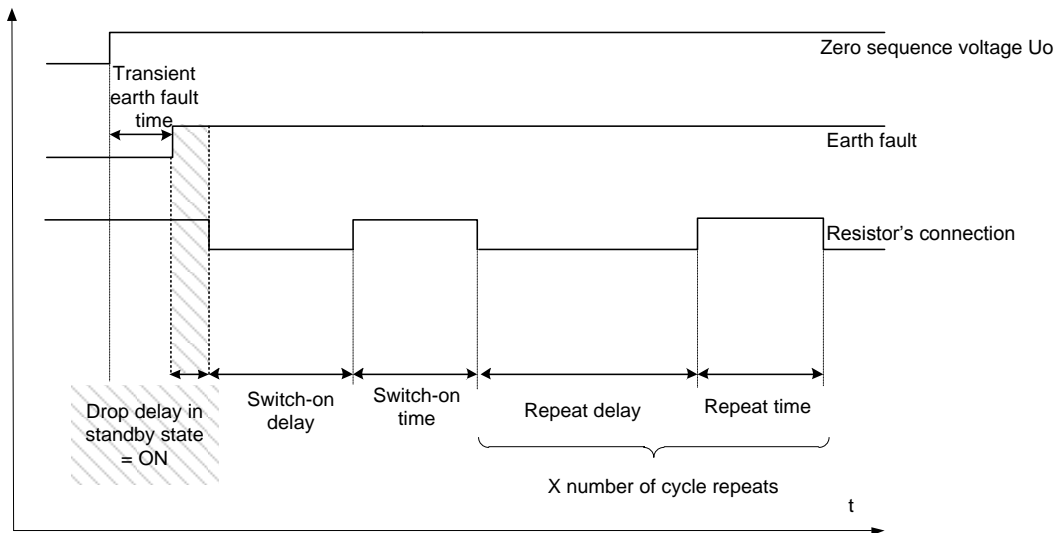 Zero sequence voltage Uo
Transient
earth fault
time
Earth fault
Resistor's connection
Drop delay in
standby state
= ON
Switch-on
delay
Switch-on
time
Repeat delay
Repeat time
X number of cycle repeats
t